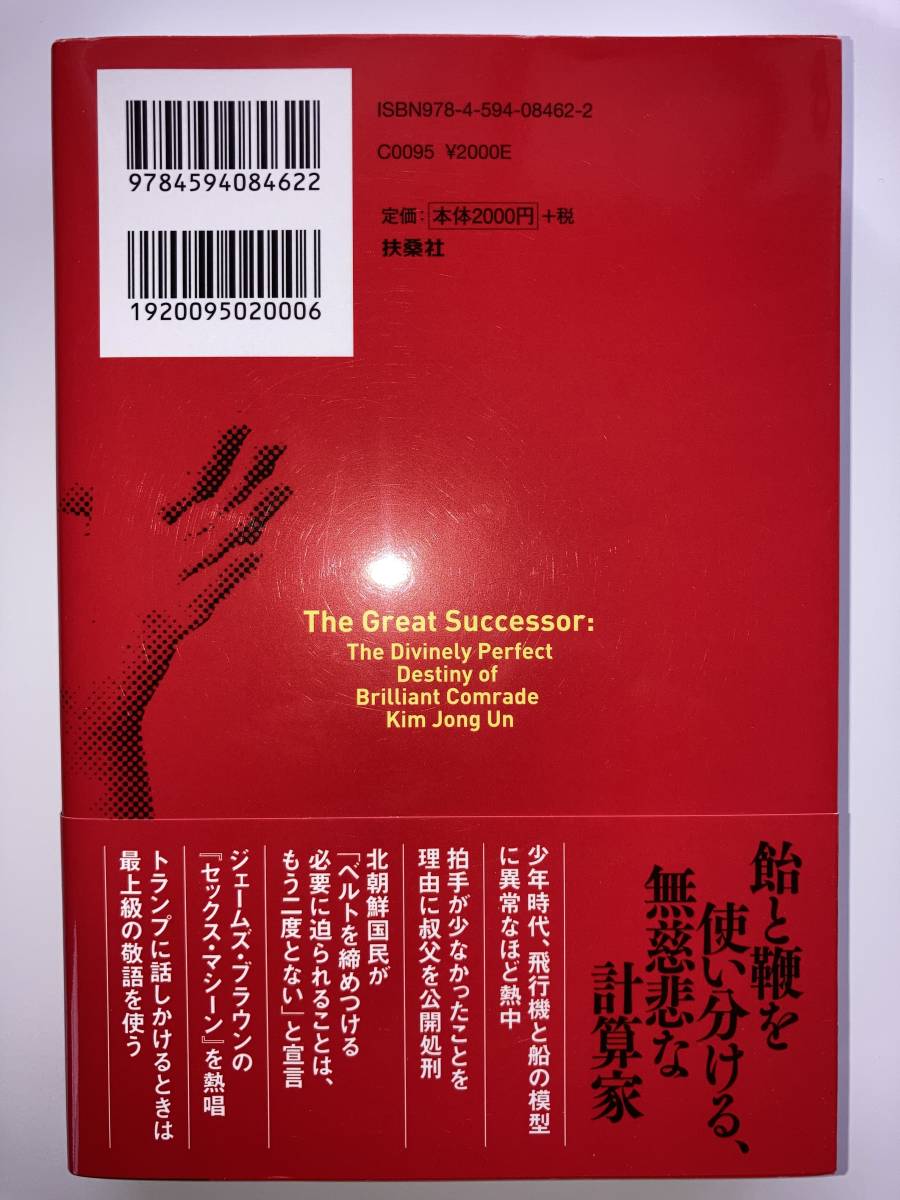 ISBN978-4-594-08462-2
C0095 ¥2000E
9784594084622
定価:本体2000円+税
扶桑社
1920095020006
The Great Successor:
The Divinely Perfect
Destiny of
Brilliant Comrade
Kim Jong Un
飴と鞭を
使い分ける、
無慈悲な
計算家
少年時代、飛行機と船の模型
に異常なほど熱中
拍手が少なかったことを
理由に叔父を公開処刑
北朝鮮国民が
「ベルトを締めつける
必要に迫られることは、
もう二度とない」と宣言
ジェームズ・ブラウンの
『セックス・マシーン』を熱唱
トランプに話しかけるときは
最上級の敬語を使う